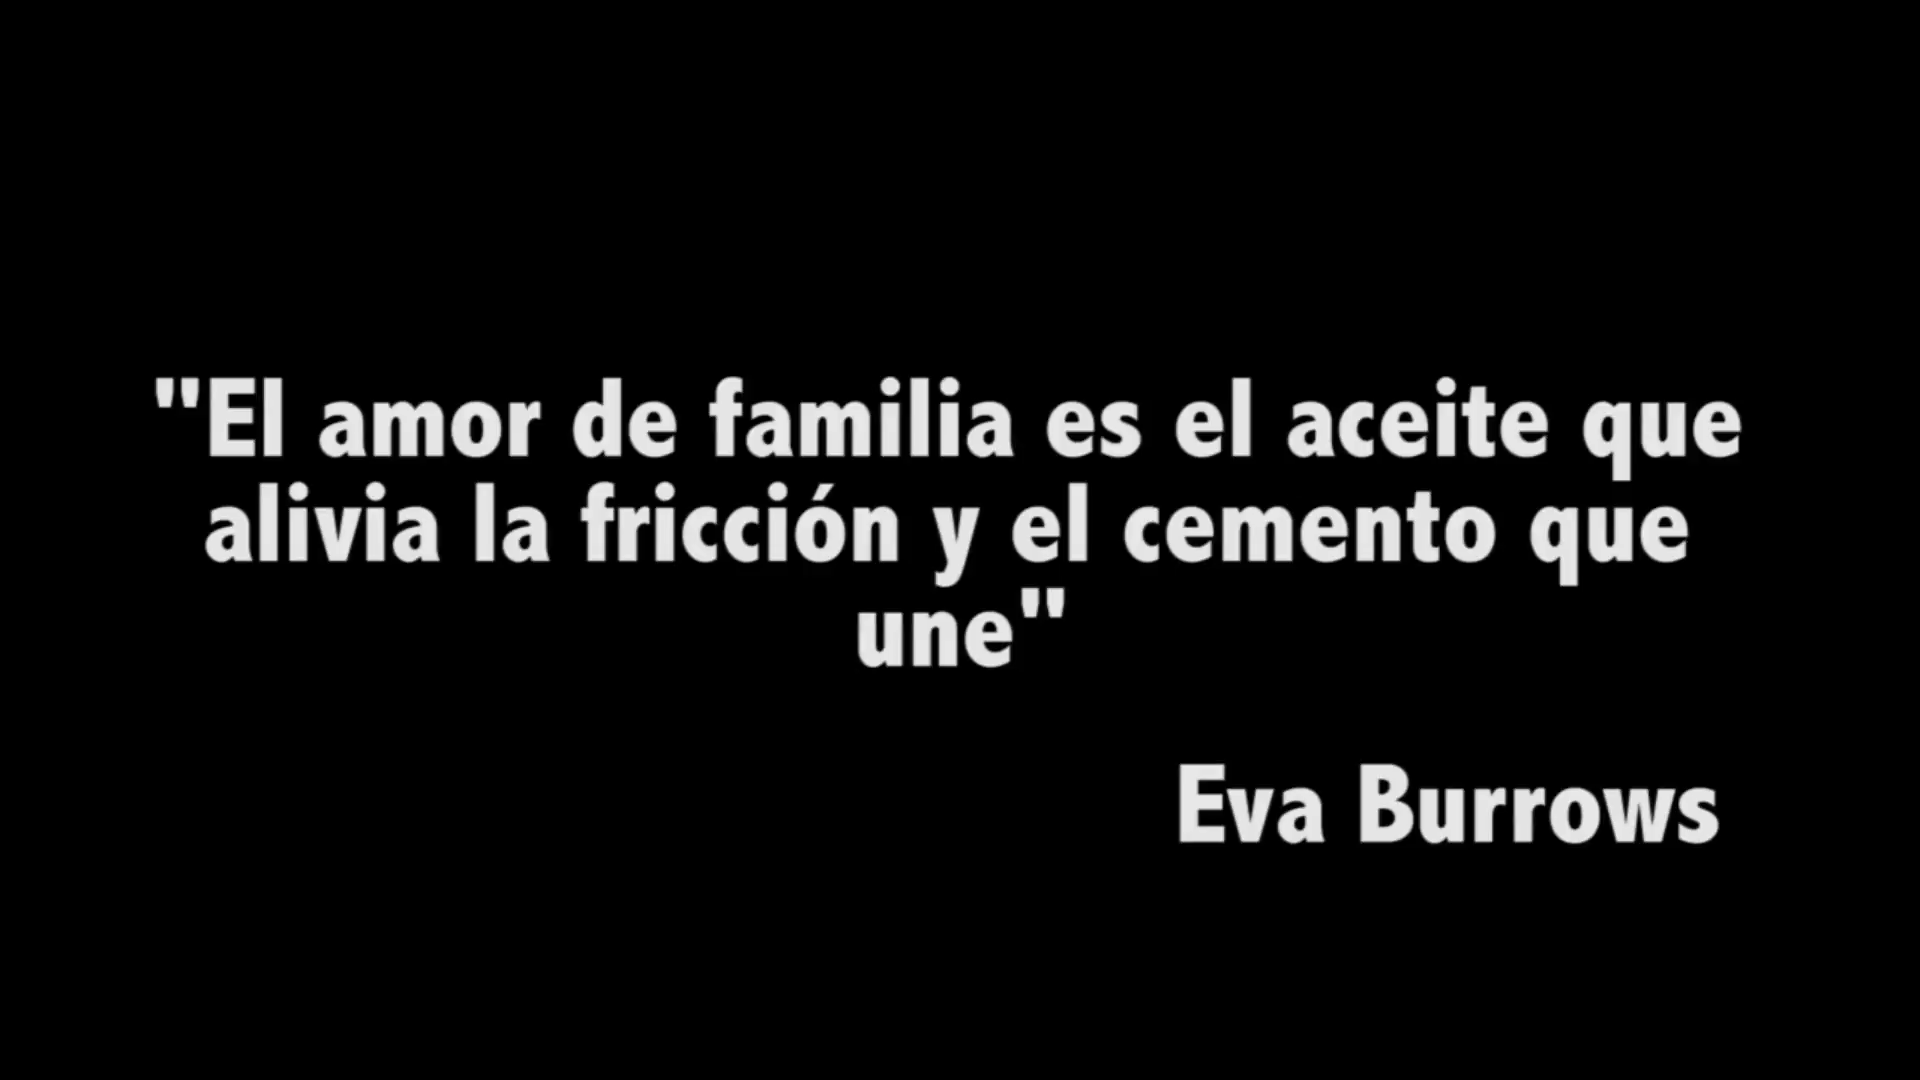 "El amor de familia es el aceite que
alivia la fricción y el cemento que
une"
Eva Burrows